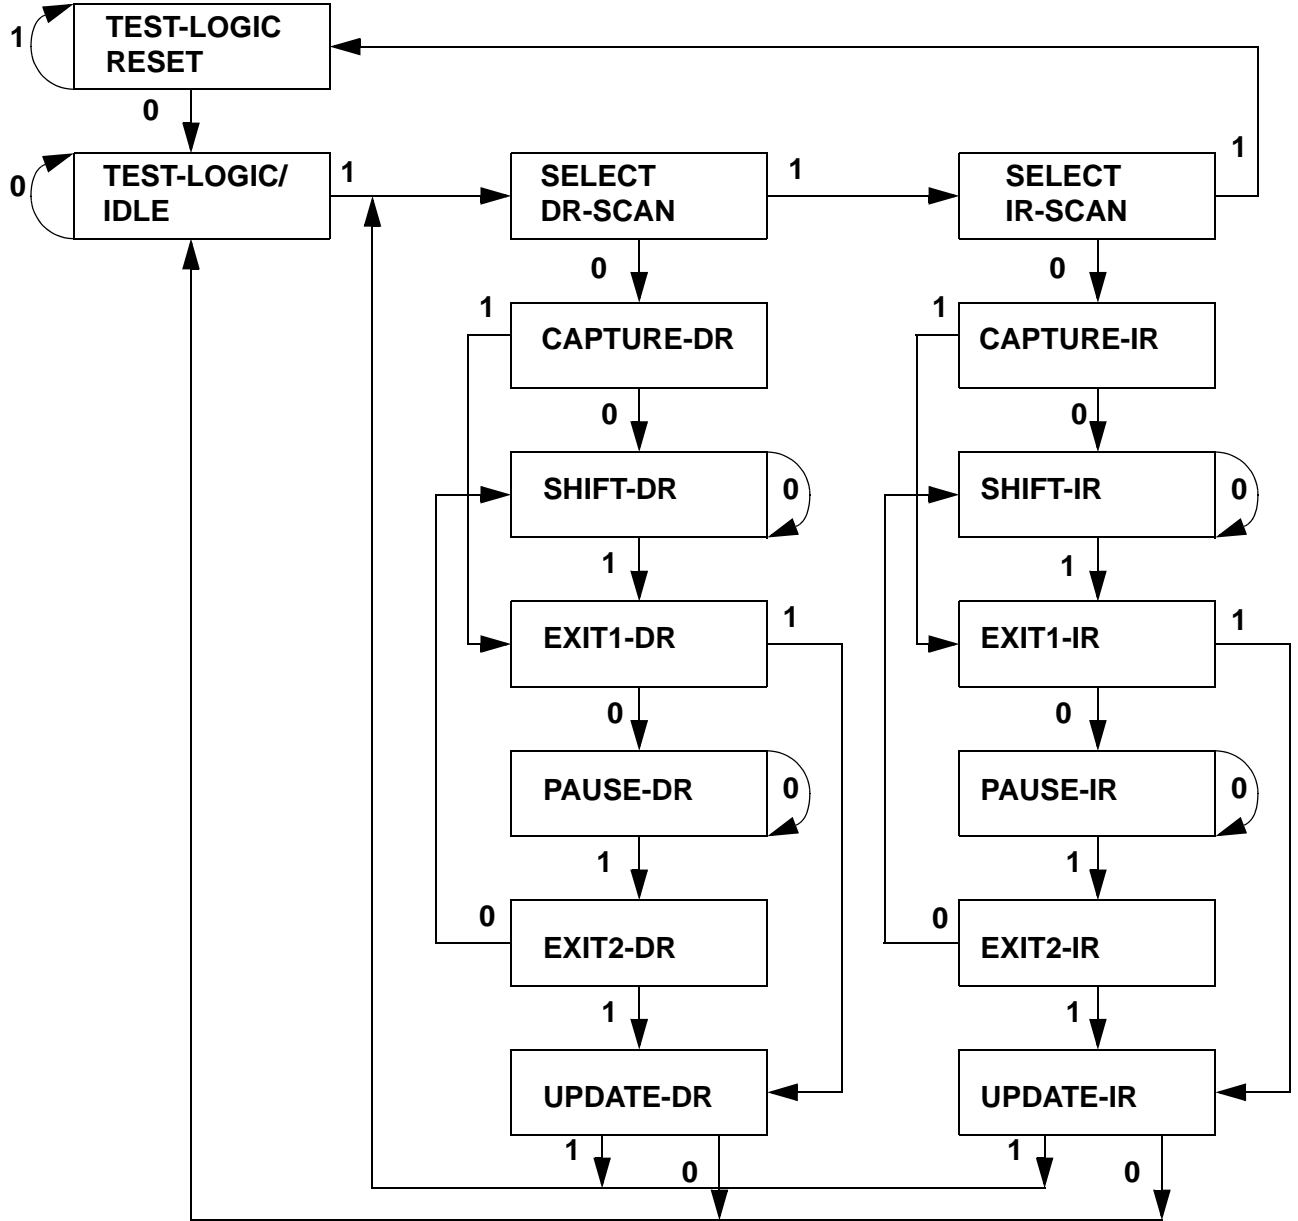 1
TEST-LOGIC
RESET
0
0
TEST-LOGIC/
IDLE
1
SELECT
DR-SCAN
1
SELECT
IR-SCAN
1
0
0
1
CAPTURE-DR
1
CAPTURE-IR
0
0
SHIFT-DR
0
SHIFT-IR
0
1
1
EXIT1-DR
1
EXIT1-IR
1
0
0
PAUSE-DR
0
PAUSE-IR
0
1
1
0
EXIT2-DR
0
EXIT2-IR
1
1
UPDATE-DR
UPDATE-IR
1
0
1
0